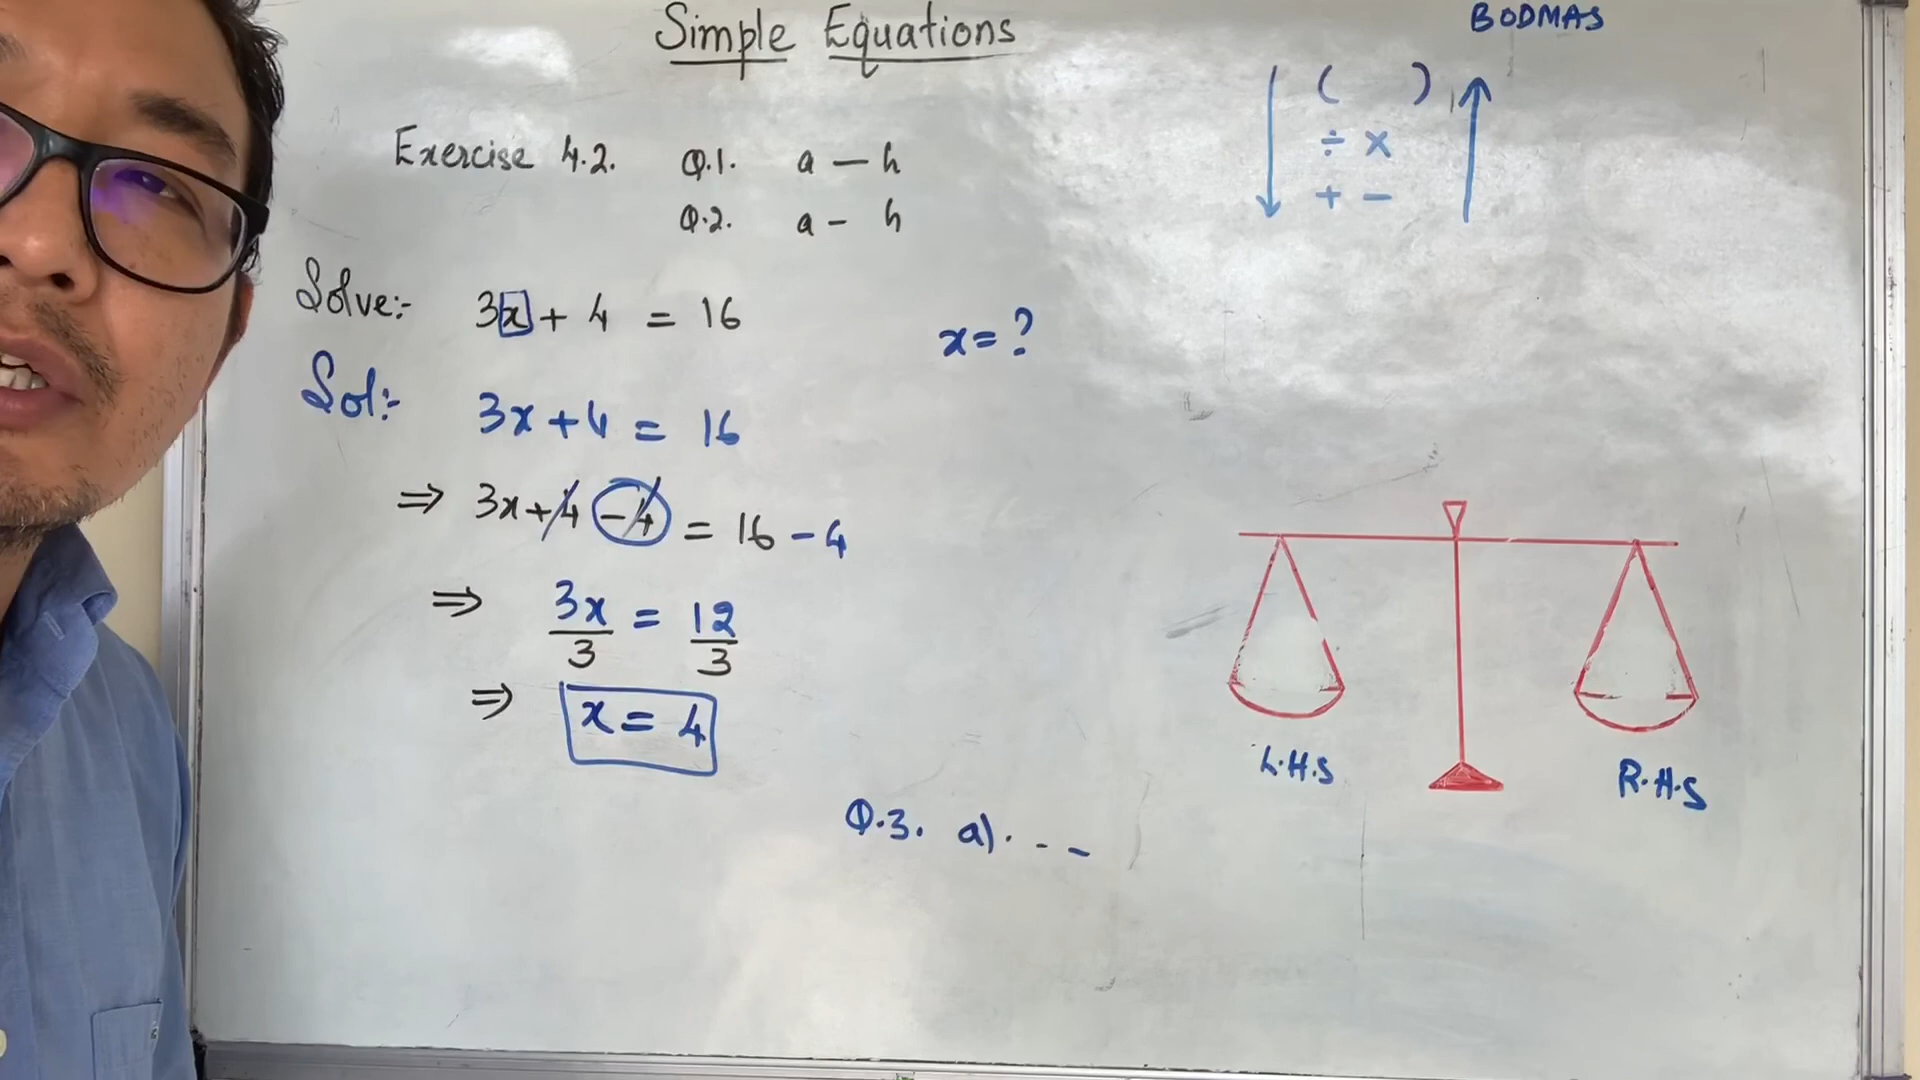 Simple Equations
BODMAS
( )
÷ ×
+ −
Exercise 4.2. Q.1. a — h
Q.2. a — h
Solve:- 3x + 4 = 16
x = ?
Sol:- 3x + 4 = 16
⇒ 3x + 4 − 4 = 16 − 4
⇒ 3x/3 = 12/3
⇒ x = 4
L.H.S
R.H.S
Q.3. a) . - -